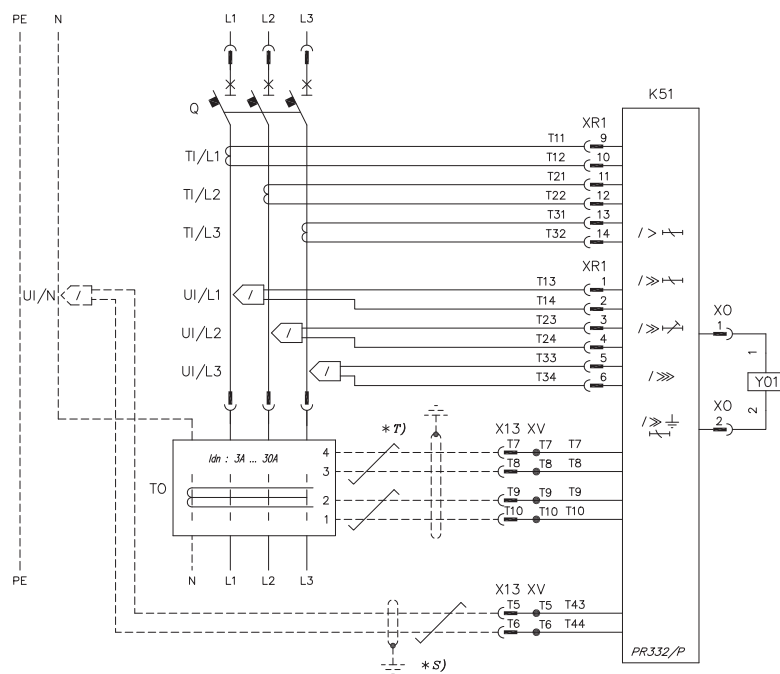 PE N L1 L2 L3
K51
Q
XR1
T11 9
TI/L1 T12 10
T21 11
TI/L2 T22 12
T31 13
TI/L3 T32 14
/ >
XR1
/ >>
UI/N / UI/L1 / T13 1
T14 2
XO
1
UI/L2 / T23 3 / >>
T24 4
1
UI/L3 / T33 5
T34 6
/ >>>
Y01
2
XO
2
/ >>
*T) X13 XV
Idn : 3A ... 30A 4 T7 T7 T7
3 T8 T8 T8
TO 2 T9 T9 T9
1 T10 T10 T10
PE N L1 L2 L3
X13 XV
T5 T5 T43
T6 T6 T44
*S) PR332/P